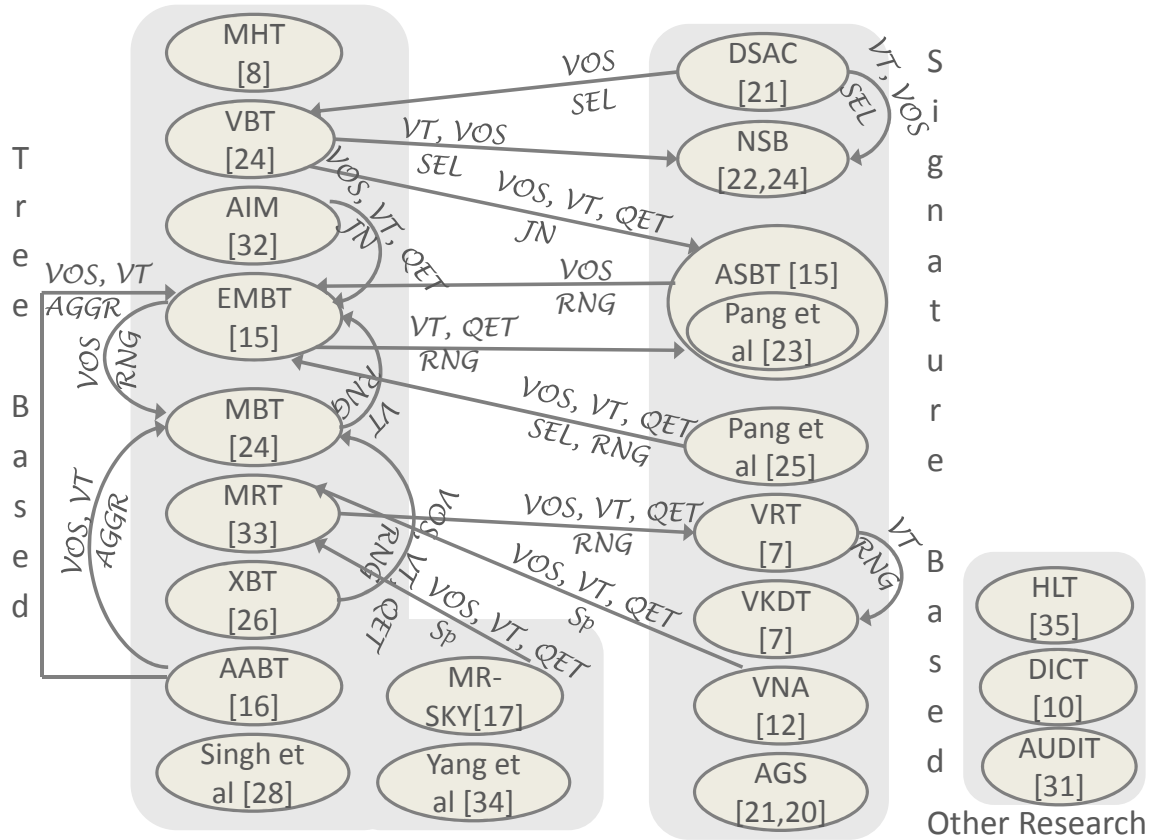 Tree Based
MHT
[8]
VBT
[24]
AIM
[32]
EMBT
[15]
MBT
[24]
MRT
[33]
XBT
[26]
AABT
[16]
Singh et
al [28]
MR-
SKY[17]
Yang et
al [34]
VOS
SEL
VT, VOS
SEL
VOS, VT, QET
JN
VOS, VT, QET
JN
VOS
RNG
VT, QET
RNG
VOS, VT
AGGR
VOS
RNG
VT
RNG
VOS, VT, QET
SEL, RNG
VOS, VT
AGGR
VOS, VT, QET
RNG
VOS, VT, QET
RNG
VOS, VT, QET
Sp
VOS, VT, QET
Sp
VT, VOS
SEL
VT
RNG
DSAC
[21]
NSB
[22,24]
ASBT [15]
Pang et
al [23]
Pang et
al [25]
VRT
[7]
VKDT
[7]
VNA
[12]
AGS
[21,20]
Signature Based
HLT
[35]
DICT
[10]
AUDIT
[31]
Other Research